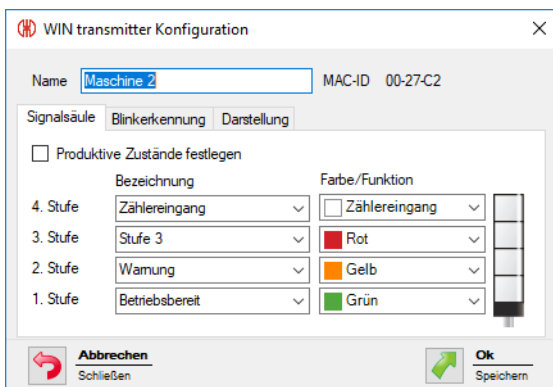 WIN transmitter Konfiguration
Name Maschine 2 MAC-ID 00-27-C2
Signalsäule Blinkerkennung Darstellung
Produktive Zustände festlegen
Bezeichnung Farbe/Funktion
4. Stufe Zählereingang Zählereingang
3. Stufe Stufe 3 Rot
2. Stufe Warnung Gelb
1. Stufe Betriebsbereit Grün
Abbrechen Ok
Schließen Speichern